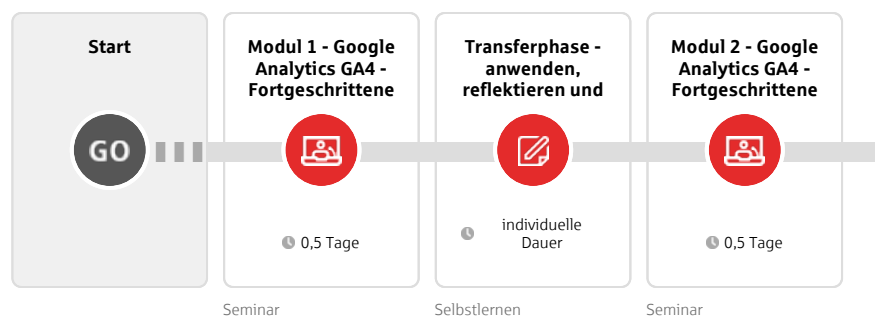 Start
GO
Modul 1 - Google
Analytics GA4 -
Fortgeschrittene
0,5 Tage
Seminar
Transferphase -
anwenden,
reflektieren und
individuelle
Dauer
Selbstlernen
Modul 2 - Google
Analytics GA4 -
Fortgeschrittene
0,5 Tage
Seminar